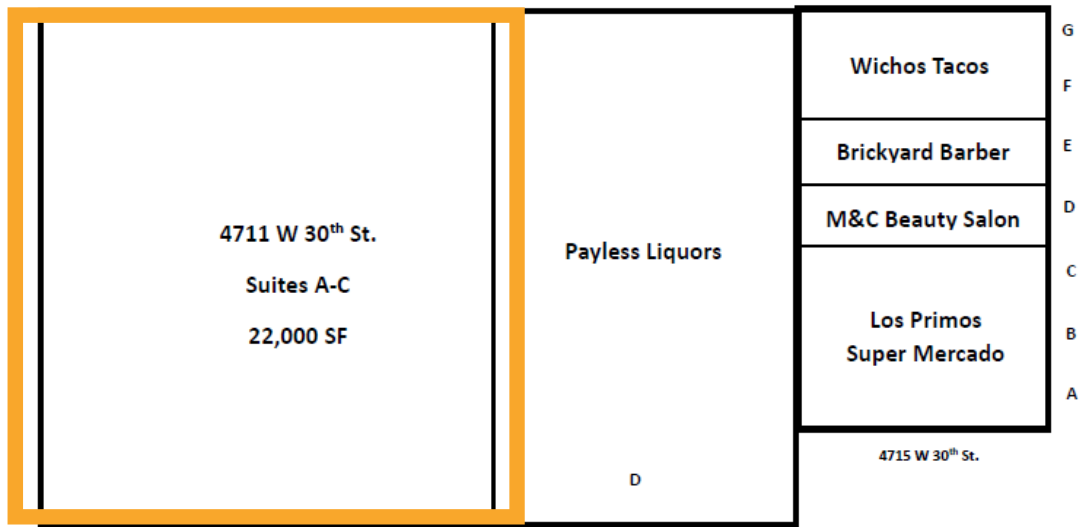 4711 W 30th St.
Suites A-C
22,000 SF
Payless Liquors
D
Wichos Tacos
G
F
Brickyard Barber
E
M&C Beauty Salon
D
Los Primos
Super Mercado
C
B
A
4715 W 30th St.